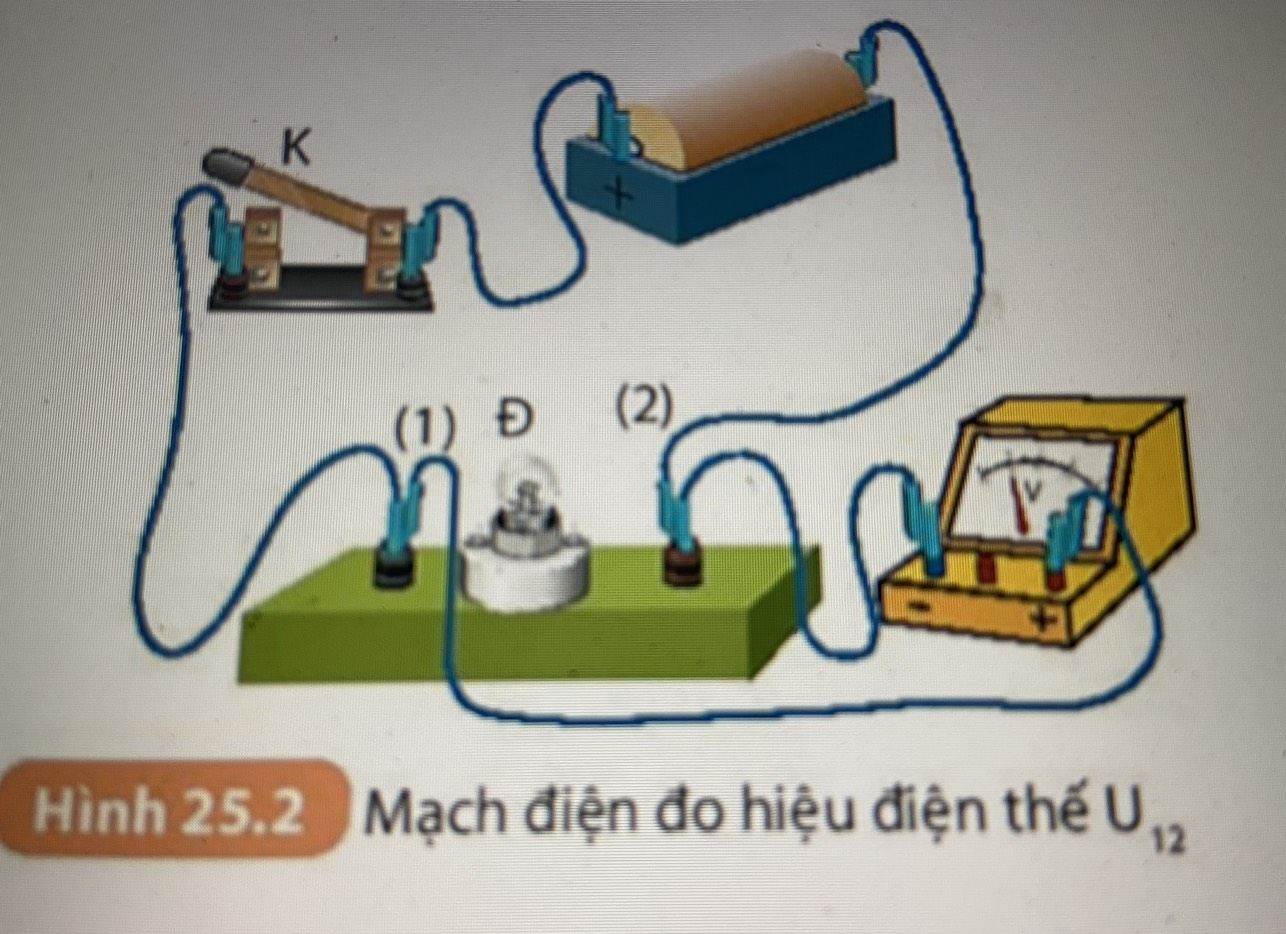 K
+
(1) Đ (2)
V
- +
Hình 25.2 Mạch điện đo hiệu điện thế U₁₂